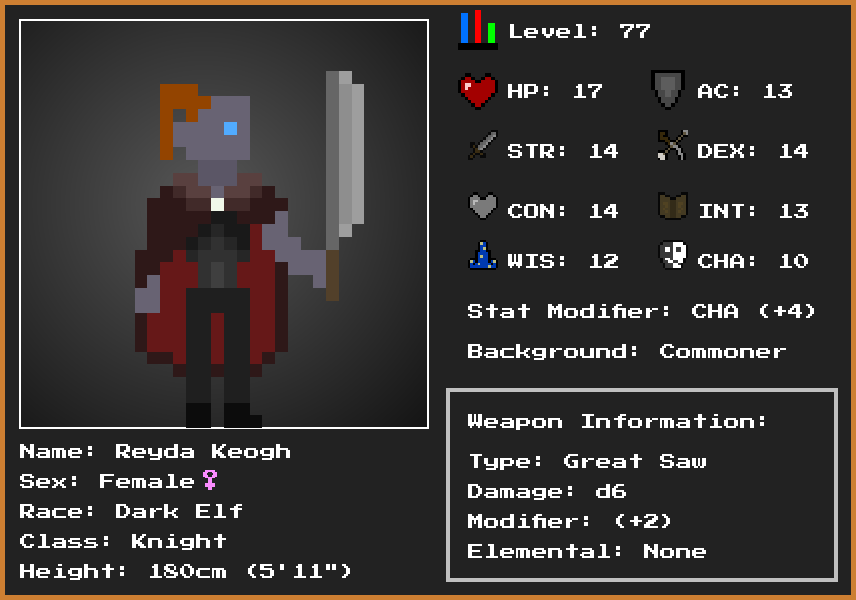 Level: 77
HP: 17
AC: 13
STR: 14
DEX: 14
CON: 14
INT: 13
WIS: 12
CHA: 10
Stat Modifier: CHA (+4)
Background: Commoner
Weapon Information:
Type: Great Saw
Damage: d6
Modifier: (+2)
Elemental: None
Name: Reyda Keogh
Sex: Female♀
Race: Dark Elf
Class: Knight
Height: 180cm (5'11")